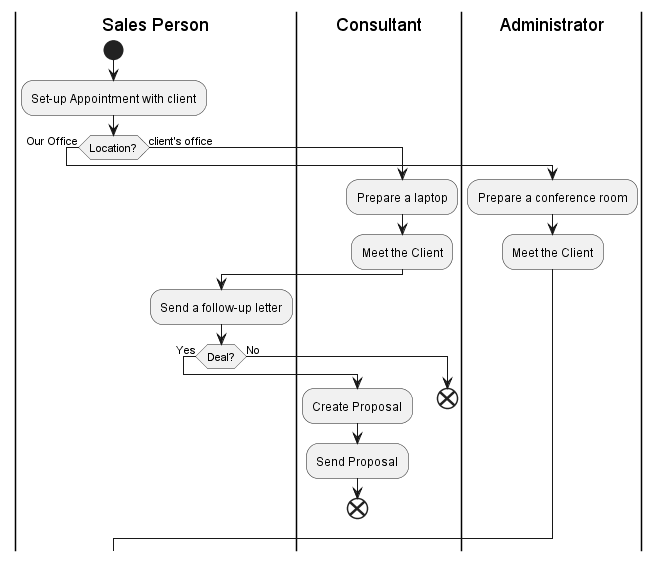 Sales Person
Consultant
Administrator
Set-up Appointment with client
Our Office
Location?
client's office
Prepare a laptop
Prepare a conference room
Meet the Client
Meet the Client
Send a follow-up letter
Yes
Deal?
No
Create Proposal
Send Proposal